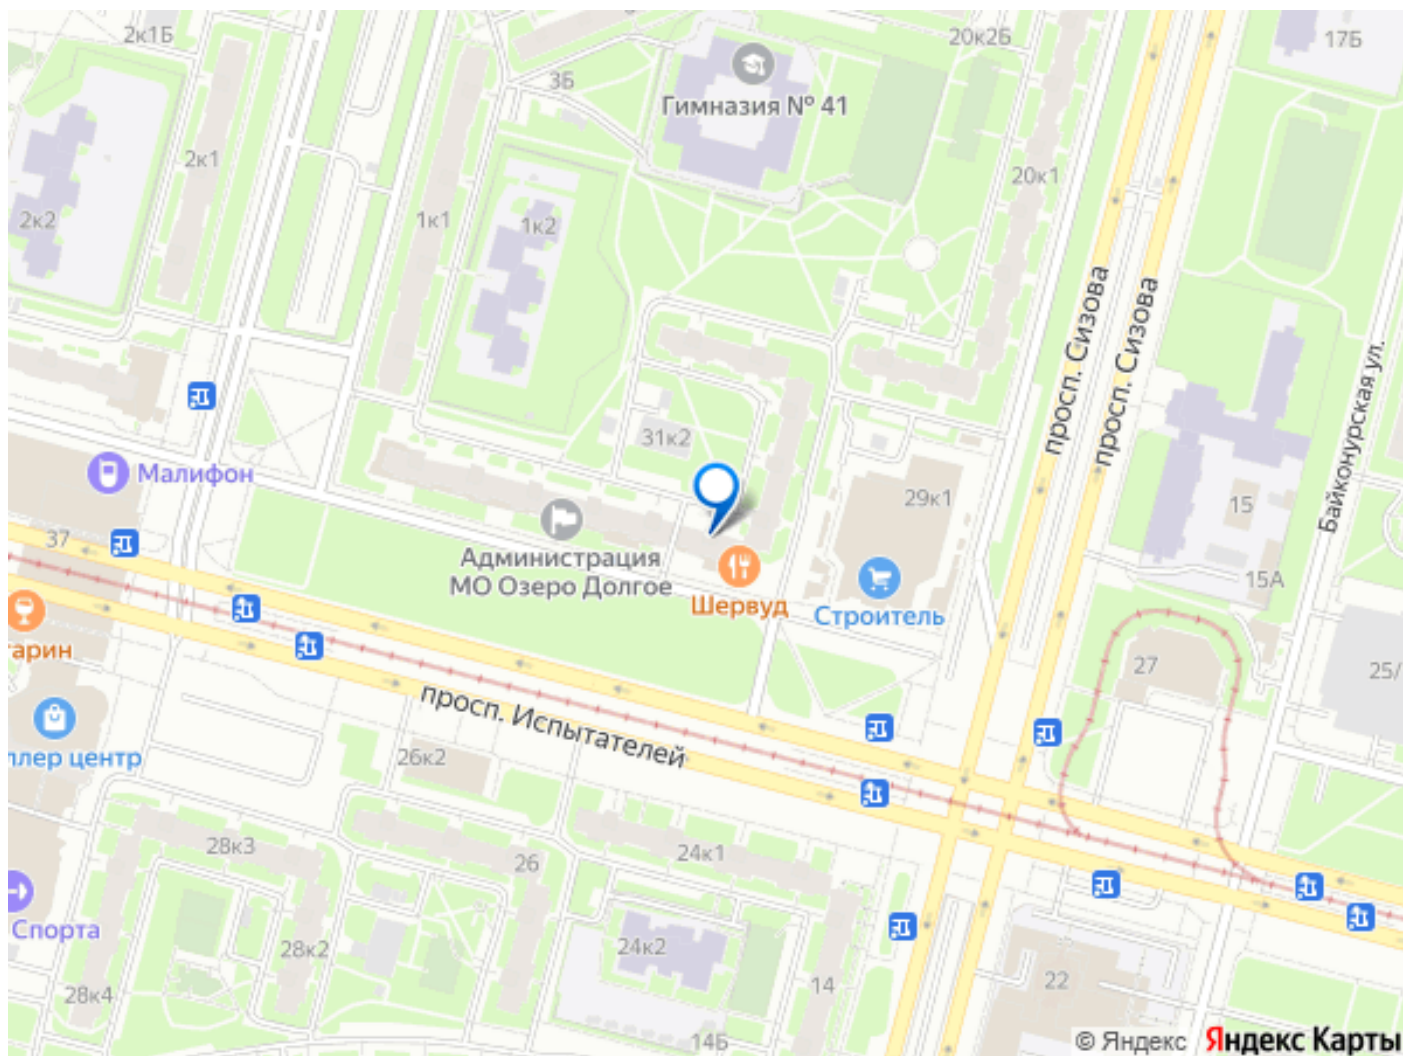 2к1Б
20к2Б
17Б
3Б
Гимназия № 41
2к1
20к1
2к2
1к1
1к2
просп. Сизова
просп. Сизова
Байконурская ул.
31к2
Малифон
29к1
15
37
Администрация
МО Озеро Долгое
15А
Шервуд
Строитель
гарин
27
25/
просп. Испытателей
ллер центр
26к2
28к3
26
24к1
Спорта
28к2
24к2
22
28к4
14
14Б
© Яндекс Яндекс Карты